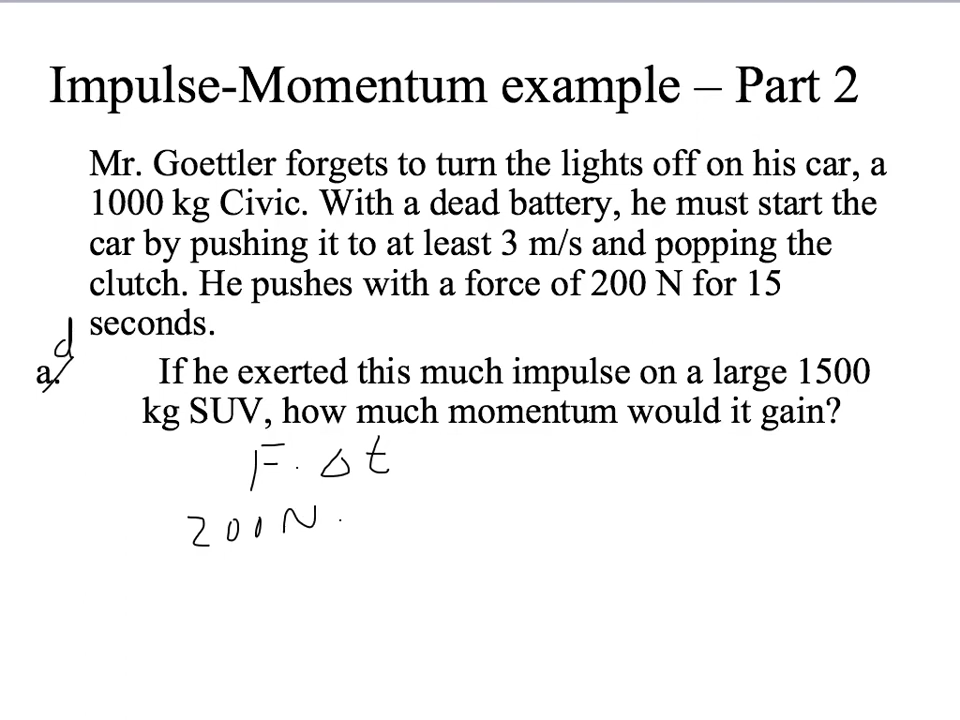 Impulse-Momentum example – Part 2
Mr. Goettler forgets to turn the lights off on his car, a
1000 kg Civic. With a dead battery, he must start the
car by pushing it to at least 3 m/s and popping the
clutch. He pushes with a force of 200 N for 15
seconds.
d
a. If he exerted this much impulse on a large 1500
kg SUV, how much momentum would it gain?
F · Δt
200N ·